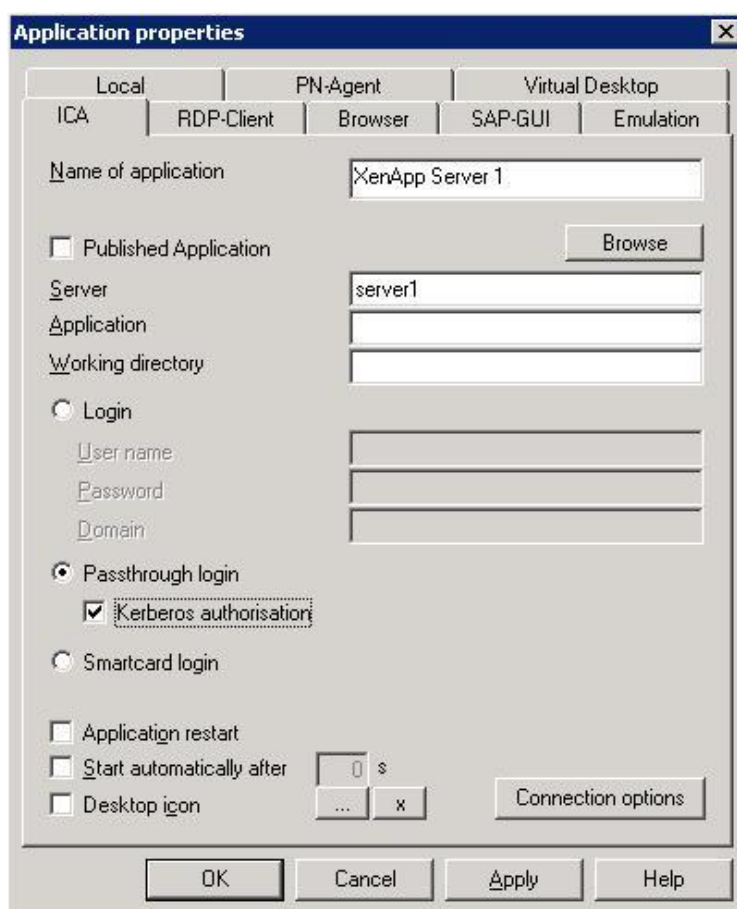 Application properties
Local PN-Agent Virtual Desktop
ICA RDP-Client Browser SAP-GUI Emulation
Name of application XenApp Server 1
Published Application Browse
Server server1
Application
Working directory
Login
User name
Password
Domain
Passthrough login
Kerberos authorisation
Smartcard login
Application restart
Start automatically after 0 s
Desktop icon ... x Connection options
OK Cancel Apply Help